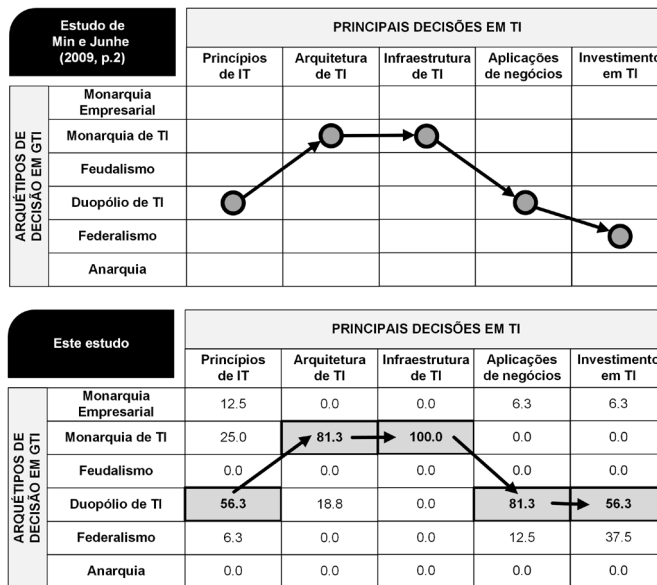 Estudo de
Min e Junhe
(2009, p.2)
PRINCIPAIS DECISÕES EM TI
Princípios
de IT
Arquitetura
de TI
Infraestrutura
de TI
Aplicações
de negócios
Investimento
em TI
ARQUÉTIPOS DE
DECISÃO EM GTI
Monarquia
Empresarial
Monarquia de TI
Feudalismo
Duopólio de TI
Federalismo
Anarquia
Este estudo
PRINCIPAIS DECISÕES EM TI
Princípios
de IT
Arquitetura
de TI
Infraestrutura
de TI
Aplicações
de negócios
Investimento
em TI
ARQUÉTIPOS DE
DECISÃO EM GTI
Monarquia
Empresarial
12.5 0.0 0.0 6.3 6.3
Monarquia de TI 25.0 81.3 100.0 0.0 0.0
Feudalismo 0.0 0.0 0.0 0.0 0.0
Duopólio de TI 56.3 18.8 0.0 81.3 56.3
Federalismo 6.3 0.0 0.0 12.5 37.5
Anarquia 0.0 0.0 0.0 0.0 0.0